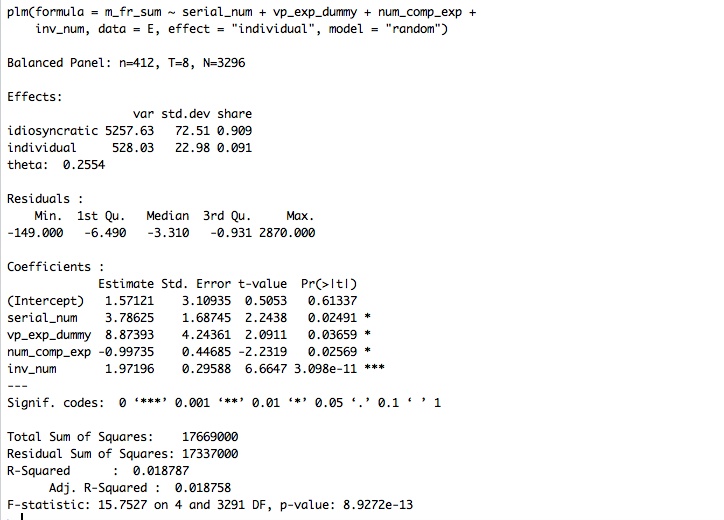 plm(formula = m_fr_sum ~ serial_num + vp_exp_dummy + num_comp_exp +
    inv_num, data = E, effect = "individual", model = "random")
Balanced Panel: n=412, T=8, N=3296
Effects:
                  var std.dev share
idiosyncratic 5257.63   72.51 0.909
individual     528.03   22.98 0.091
theta:  0.2554
Residuals :
    Min.  1st Qu.   Median  3rd Qu.     Max.
-149.000   -6.490   -3.310   -0.931 2870.000
Coefficients :
             Estimate Std. Error t-value  Pr(>|t|)
(Intercept)   1.57121    3.10935  0.5053   0.61337
serial_num    3.78625    1.68745  2.2438   0.02491 *
vp_exp_dummy  8.87393    4.24361  2.0911   0.03659 *
num_comp_exp -0.99735    0.44685 -2.2319   0.02569 *
inv_num       1.97196    0.29588  6.6647 3.098e-11 ***
---
Signif. codes:  0 ‘***’ 0.001 ‘**’ 0.01 ‘*’ 0.05 ‘.’ 0.1 ‘ ’ 1
Total Sum of Squares:    17669000
Residual Sum of Squares: 17337000
R-Squared      :  0.018787
      Adj. R-Squared :  0.018758
F-statistic: 15.7527 on 4 and 3291 DF, p-value: 8.9272e-13